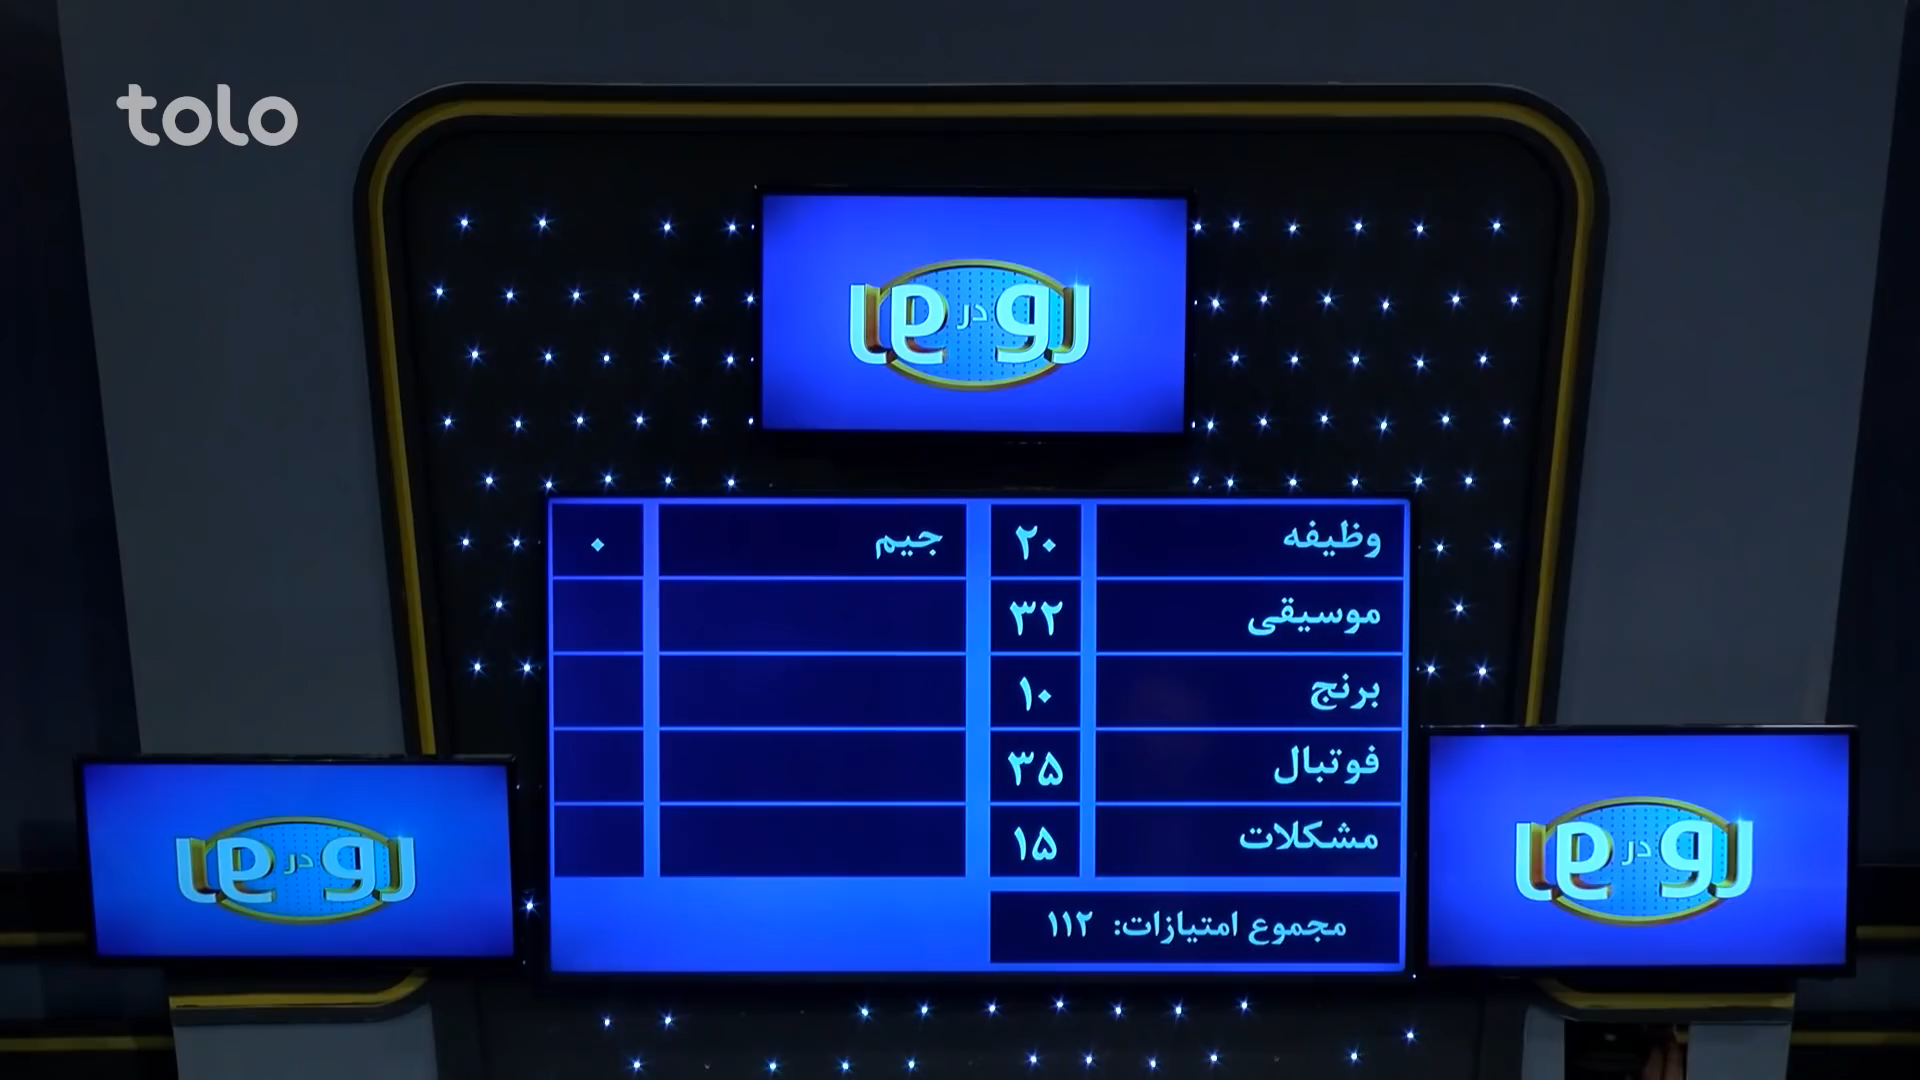 tolo
رو در رو
وظیفه ۲۰ جیم ۰
موسیقی ۳۲
برنج ۱۰
فوتبال ۳۵
مشکلات ۱۵
مجموع امتیازات: ۱۱۲
رو در رو
رو در رو